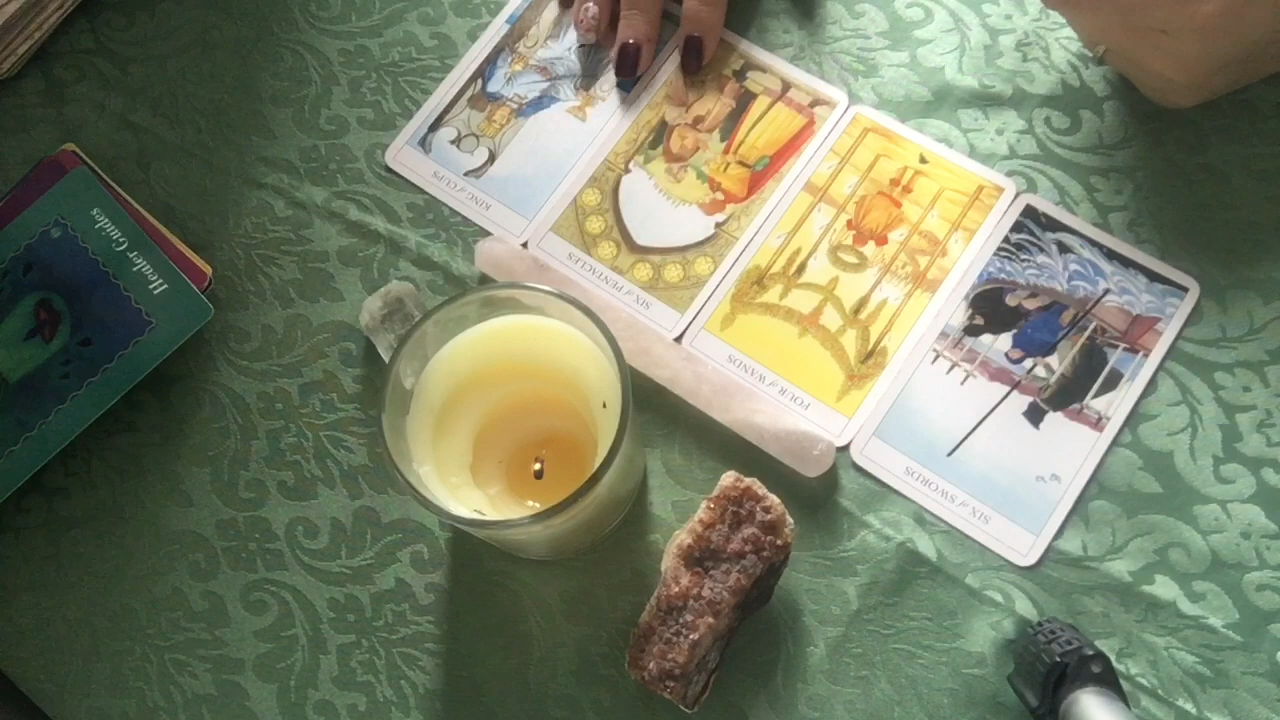 KING of CUPS
SIX of PENTACLES
FOUR of WANDS
SIX of SWORDS
Healer Guides